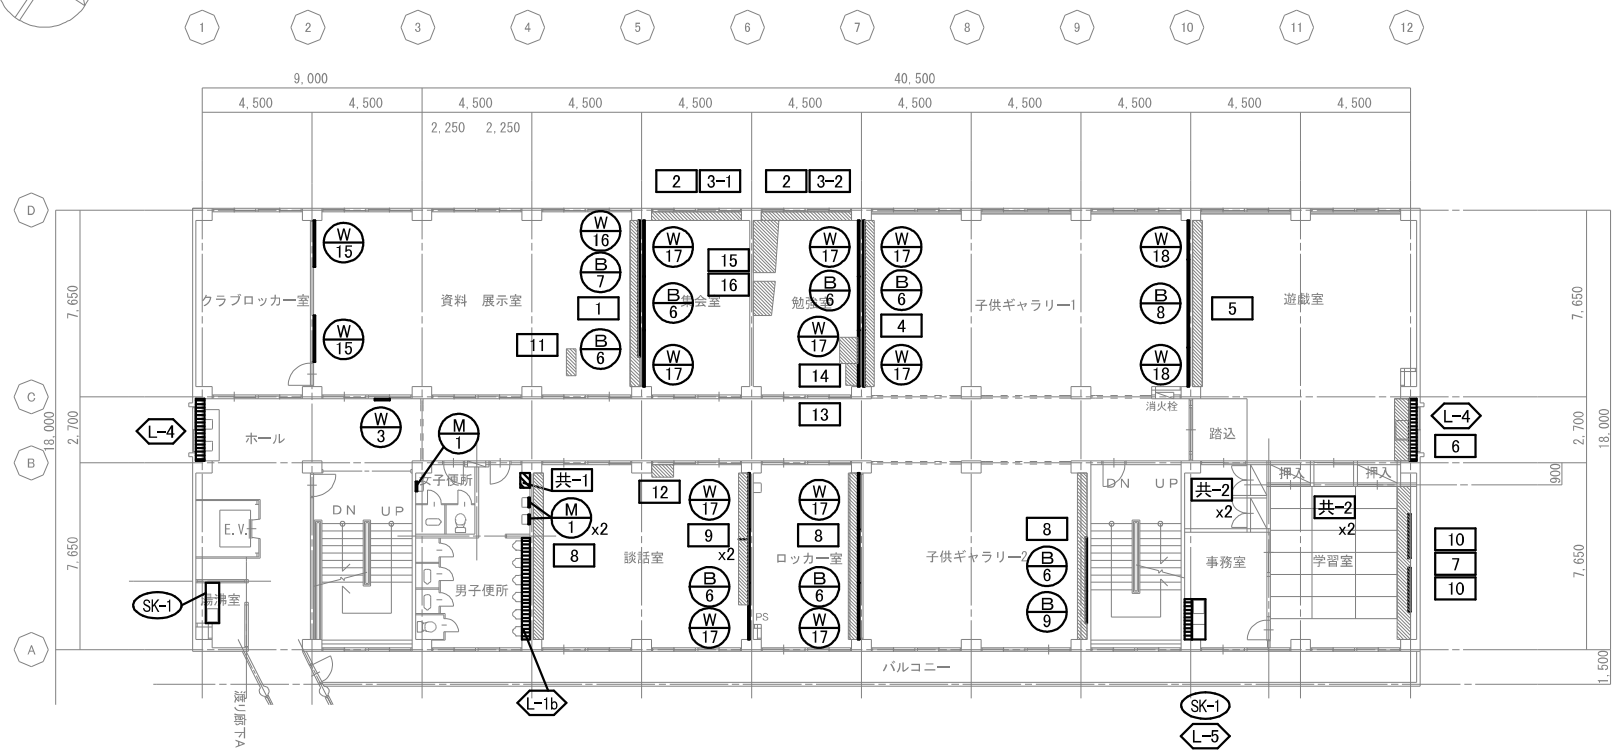 1 2 3 4 5 6 7 8 9 10 11 12
9,000 40,500
4,500 4,500 4,500 4,500 4,500 4,500 4,500 4,500 4,500 4,500 4,500
2,250 2,250
2 3-1 2 3-2
D
W 15
W 16
W 17
W 17
W 17
W 18
B 7
15
16
B 6
B 6
B 6
B 8
クラブロッカー室
資料 展示室
1
集会室
勉強室
子供ギャラリー1
5
遊戯室
7,650
7,650
4
W 15
11
B 6
W 17
W 17
W 17
W 18
14
C
消火栓
13
L-4
18,000
2,700
ホール
W 3
M 1
踏込
L-4
6
2,700
18,000
B
900
女子便所
共-1
12
DN UP
押入
押入
DN UP
M 1
x2
W 17
W 17
共-2
x2
共-2
x2
E.V.
8
9
x2
8
8
10
7
10
7,650
談話室
ロッカー室
子供ギャラリー2
事務室
学習室
7,650
B 6
B 6
B 6
SK-1
湯沸室
男子便所
B 9
PS
W 17
W 17
A
バルコニー
1,500
渡り廊下A
L-1b
SK-1
L-5